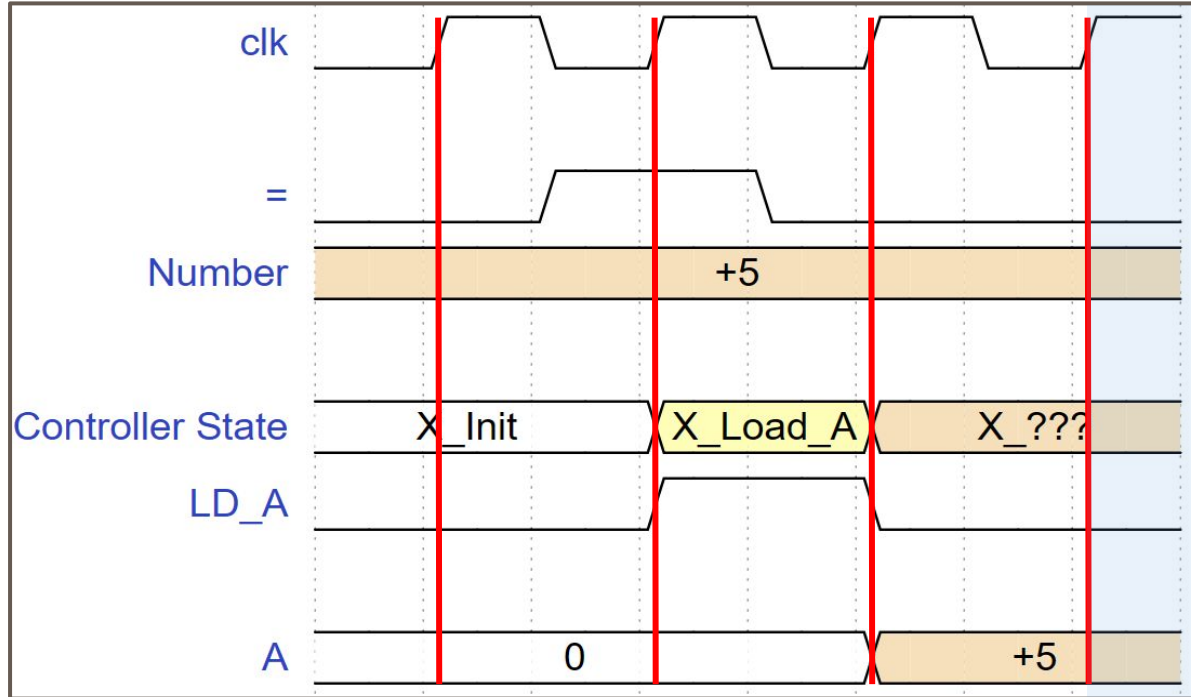 clk
=
Number +5
Controller State X_Init X_Load_A X_???
LD_A
A 0 +5